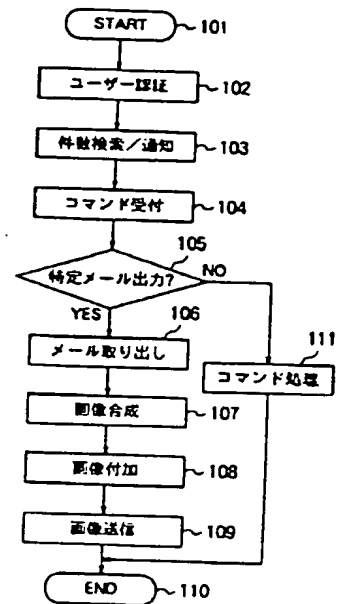 START 101
ユーザー認証 102
件数検索／通知 103
コマンド受付 104
105
特定メール出力? NO
YES 106
メール取り出し
111
コマンド処理
画像合成 107
画像付加 108
画像送信 109
END 110